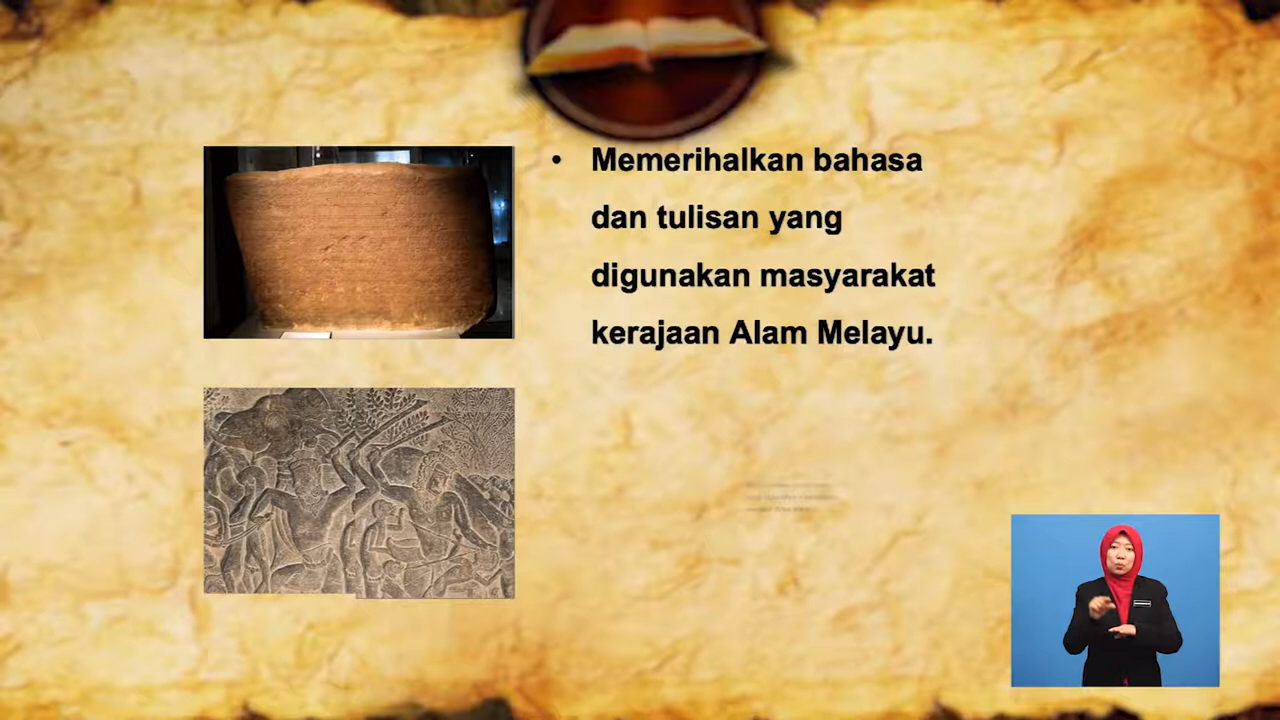 • Memerihalkan bahasa
dan tulisan yang
digunakan masyarakat
kerajaan Alam Melayu.